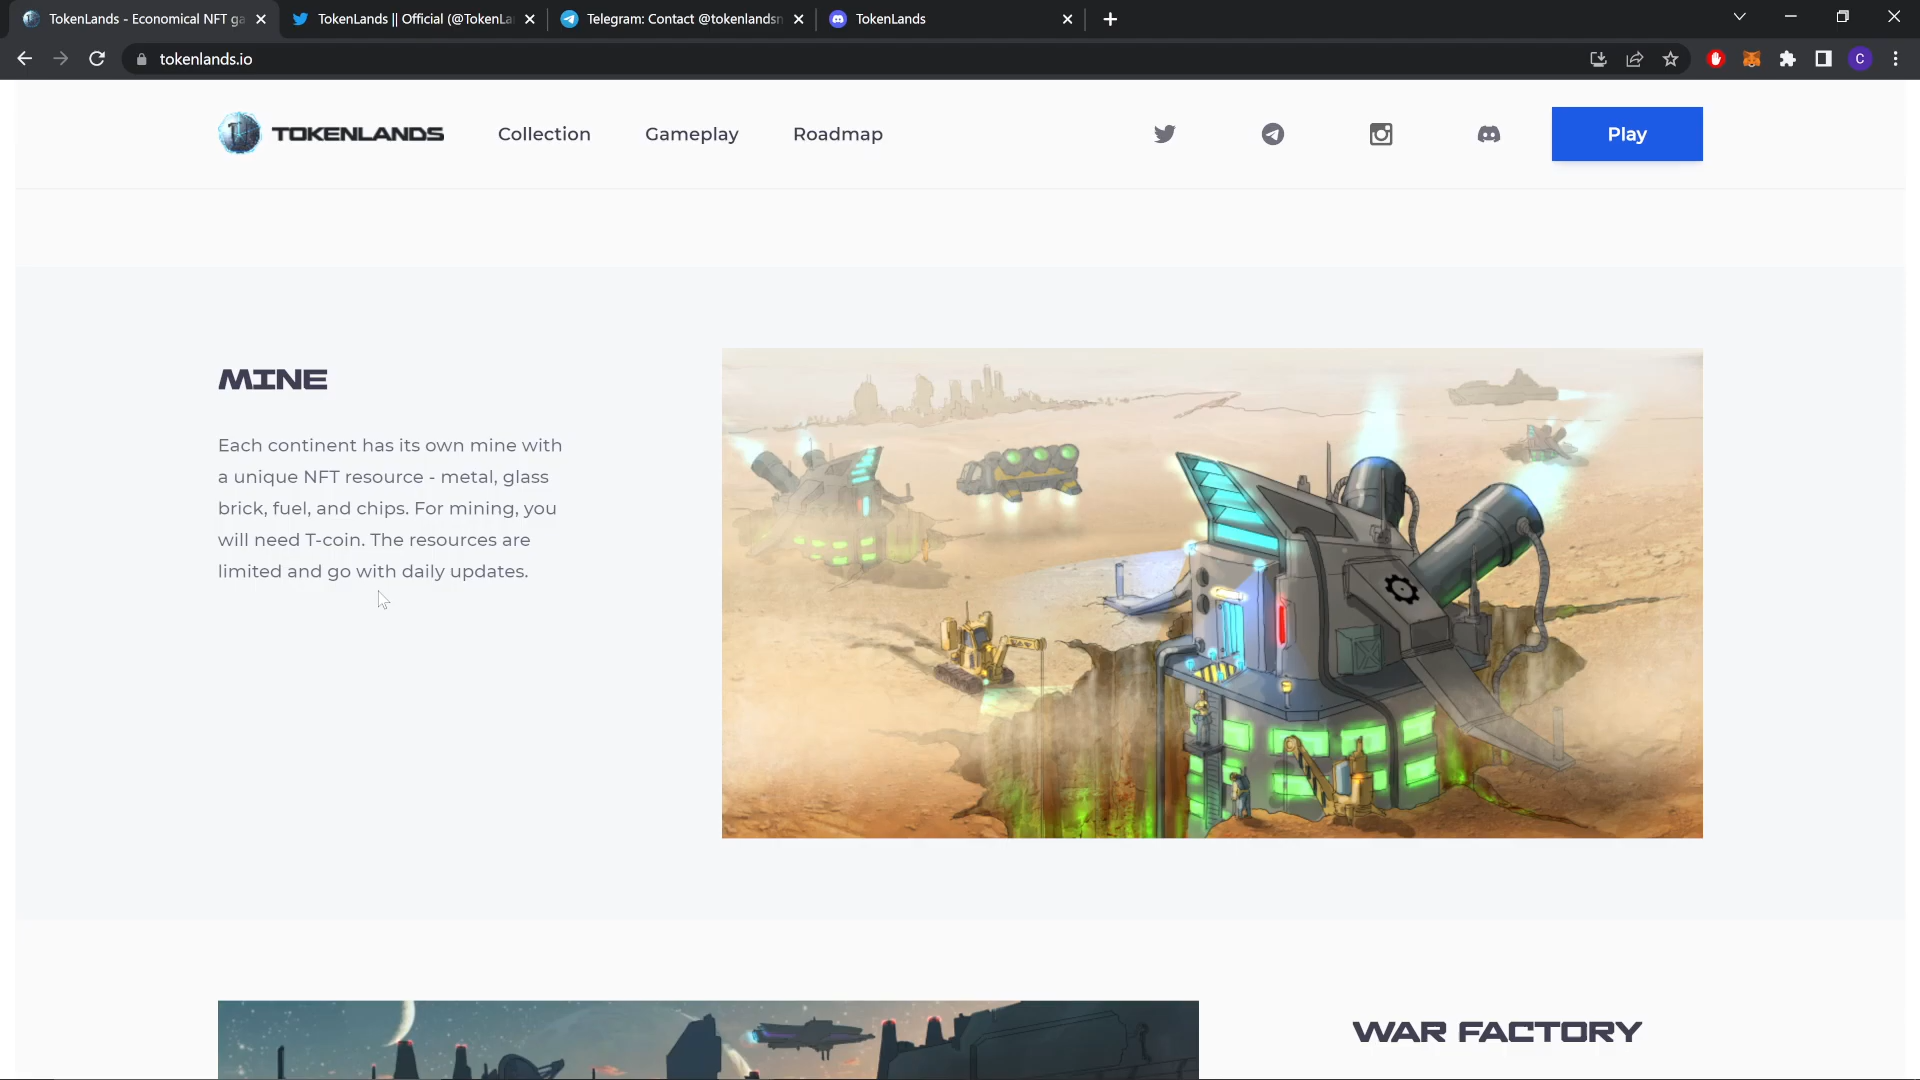 TokenLands - Economical NFT ga
TokenLands || Official (@TokenLa
Telegram: Contact @tokenlandsn
TokenLands
tokenlands.io
C
TOKENLANDS
Collection
Gameplay
Roadmap
Play
MINE
Each continent has its own mine with
a unique NFT resource - metal, glass
brick, fuel, and chips. For mining, you
will need T-coin. The resources are
limited and go with daily updates.
WAR FACTORY